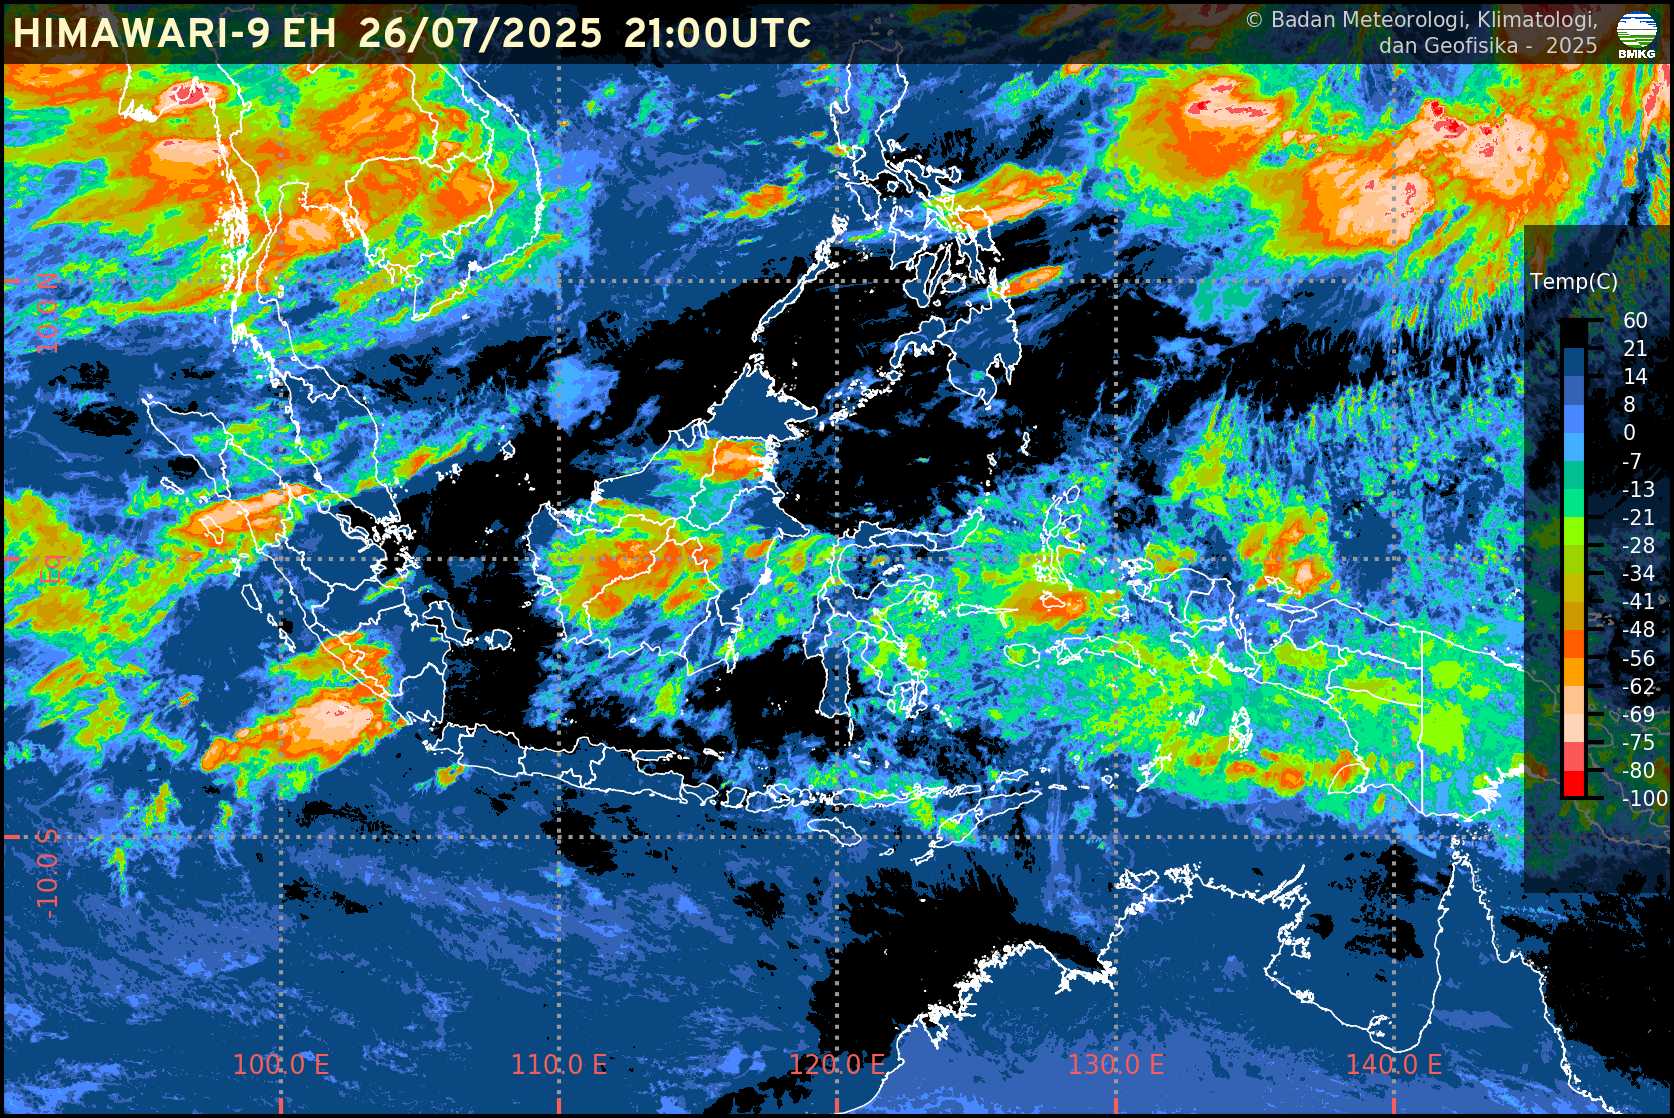 HIMAWARI-9 EH 26/07/2025 21:00UTC
© Badan Meteorologi, Klimatologi,
dan Geofisika - 2025
BMKG
10.0 N
Eq
-10.0 S
Temp(C)
60
21
14
8
0
-7
-13
-21
-28
-34
-41
-48
-56
-62
-69
-75
-80
-100
100.0 E
110.0 E
120.0 E
130.0 E
140.0 E